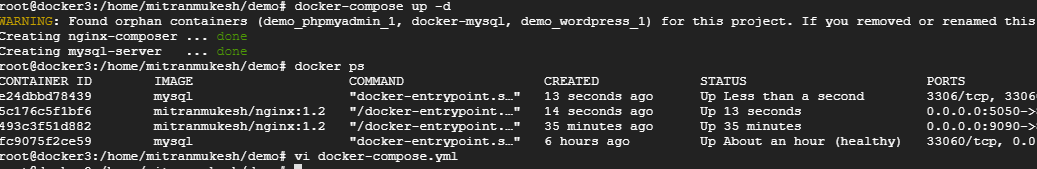 root@docker3:/home/mitranmukesh/demo# docker-compose up -d
WARNING: Found orphan containers (demo_phpmyadmin_1, docker-mysql, demo_wordpress_1) for this project. If you removed or renamed this
Creating nginx-composer ... done
Creating mysql-server   ... done
root@docker3:/home/mitranmukesh/demo# docker ps
CONTAINER ID        IMAGE                   COMMAND                  CREATED             STATUS                       PORTS
e24dbbd78439        mysql                   "docker-entrypoint.s…"   13 seconds ago      Up Less than a second        3306/tcp, 3306
5c176c5f1bf6        mitranmukesh/nginx:1.2  "/docker-entrypoint.…"   14 seconds ago      Up 13 seconds                0.0.0.0:5050->
493c3f51d882        mitranmukesh/nginx:1.2  "/docker-entrypoint.…"   35 minutes ago      Up 35 minutes                0.0.0.0:9090->
fc9075f2ce59        mysql                   "docker-entrypoint.s…"   6 hours ago         Up About an hour (healthy)   33060/tcp, 0.0
root@docker3:/home/mitranmukesh/demo# vi docker-compose.yml